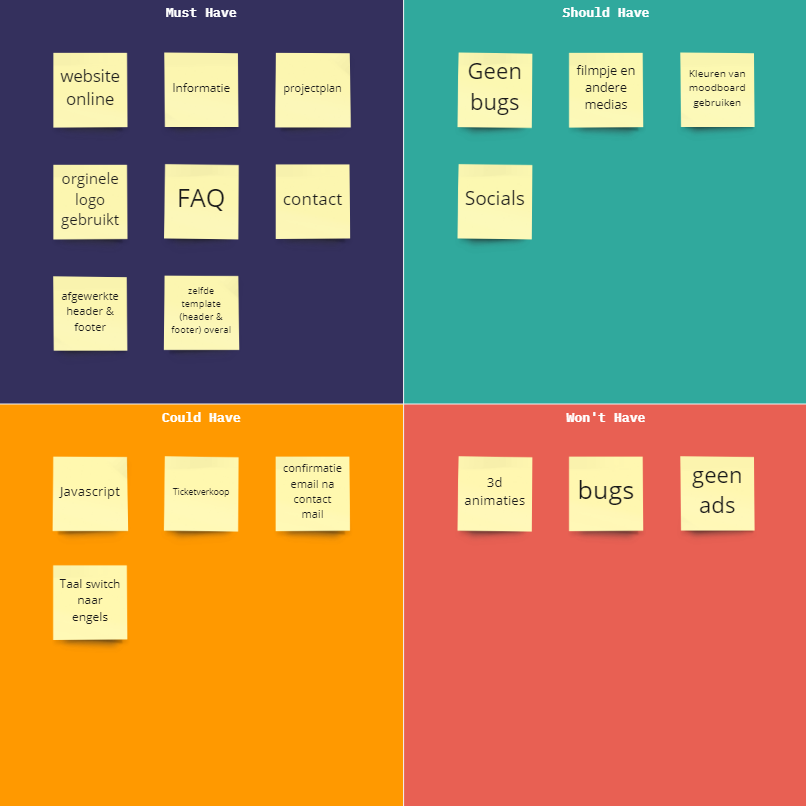 Must Have
website
online
Informatie
projectplan
orginele
logo
gebruikt
FAQ
contact
afgewerkte
header &
footer
zelfde
template
(header &
footer) overal
Should Have
Geen
bugs
filmpje en
andere
medias
Kleuren van
moodboard
gebruiken
Socials
Could Have
Javascript
Ticketverkoop
confirmatie
email na
contact
mail
Taal switch
naar
engels
Won't Have
3d
animaties
bugs
geen
ads